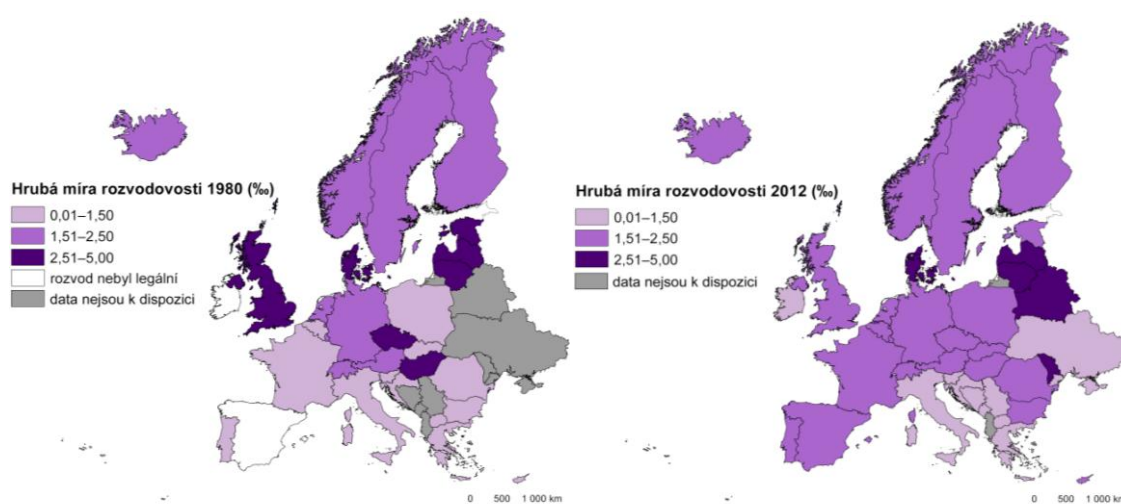 Hrubá míra rozvodovosti 1980 (‰)
0,01–1,50
1,51–2,50
2,51–5,00
rozvod nebyl legální
data nejsou k dispozici
0 500 1 000 km
Hrubá míra rozvodovosti 2012 (‰)
0,01–1,50
1,51–2,50
2,51–5,00
data nejsou k dispozici
0 500 1 000 km